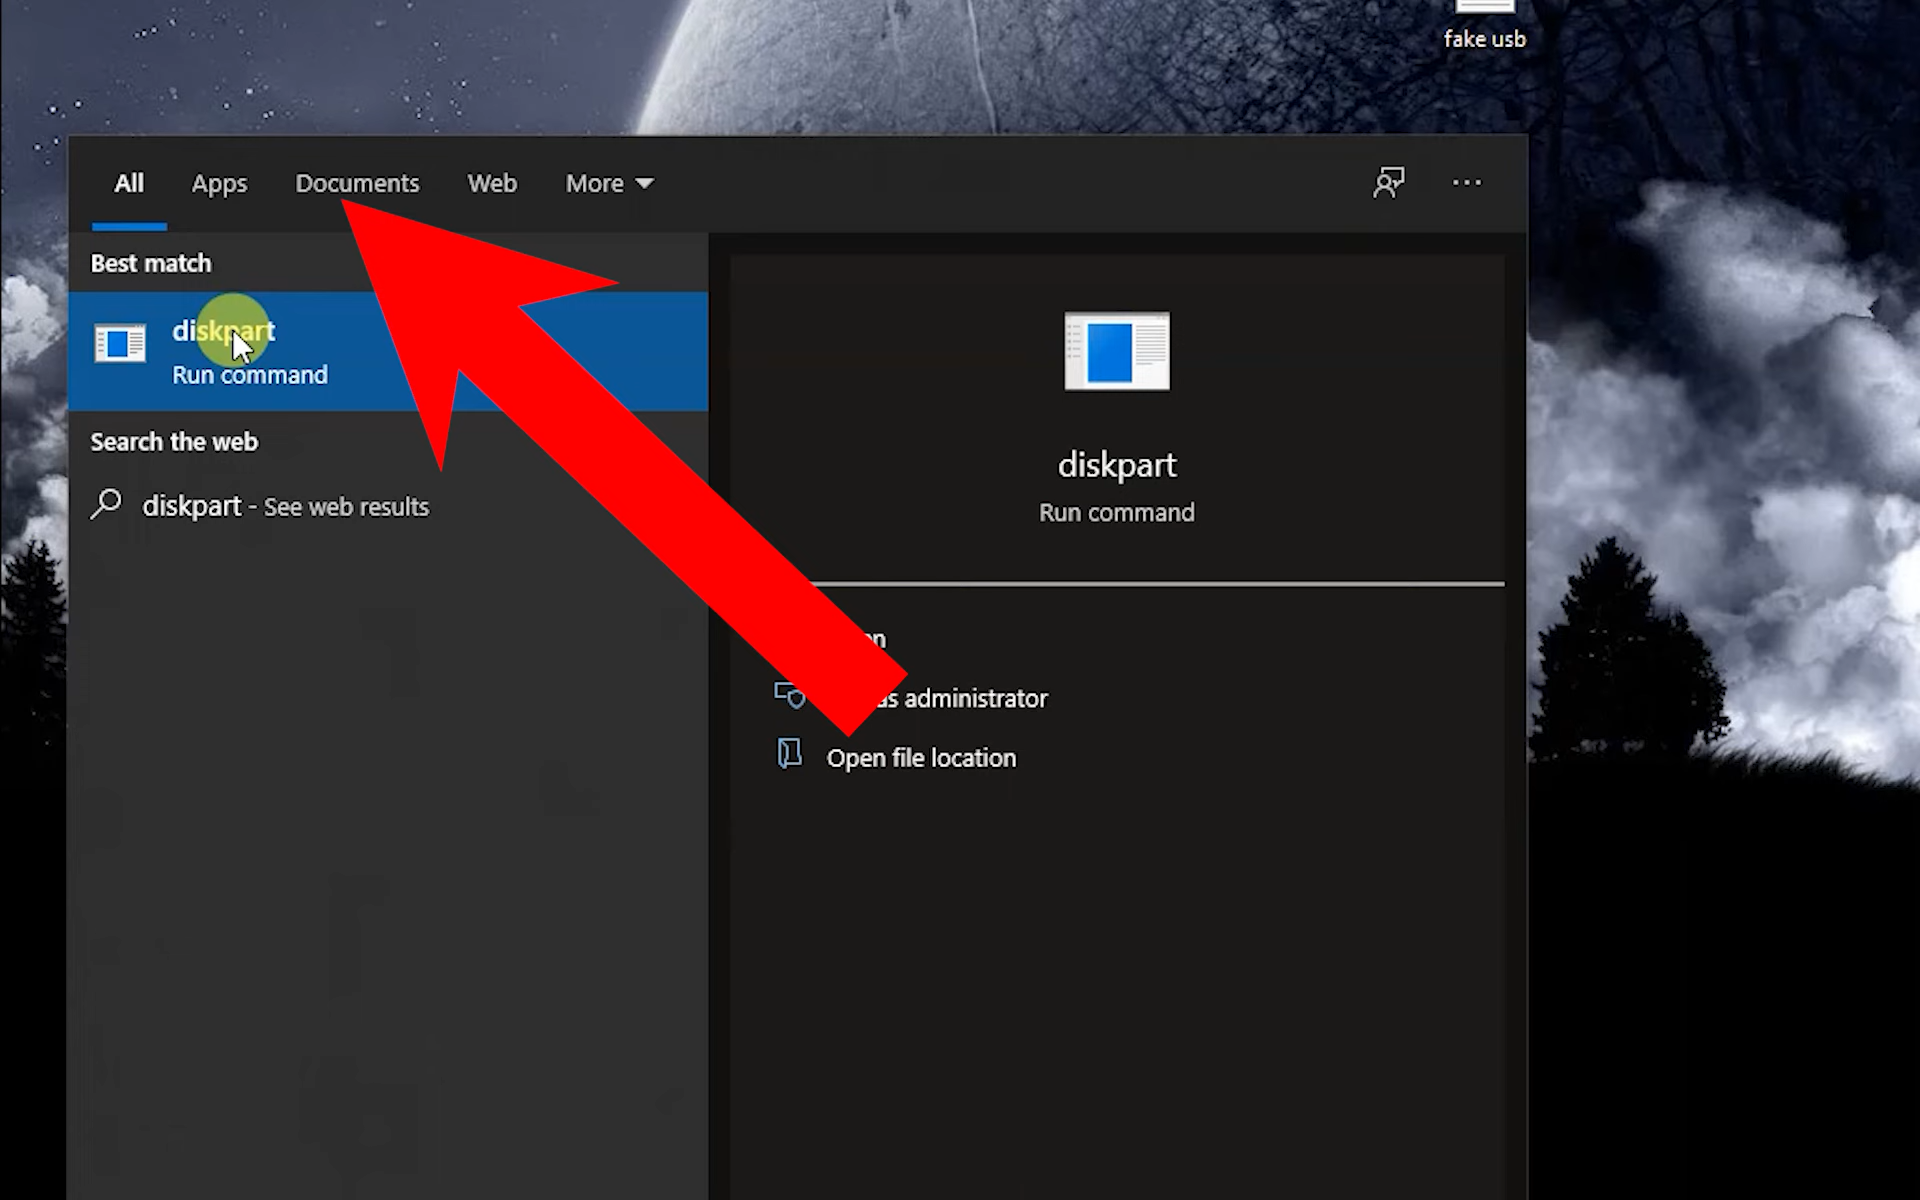 fake usb
All Apps Documents Web More
Best match
diskpart
Run command
Search the web
diskpart - See web results
diskpart
Run command
as administrator
Open file location